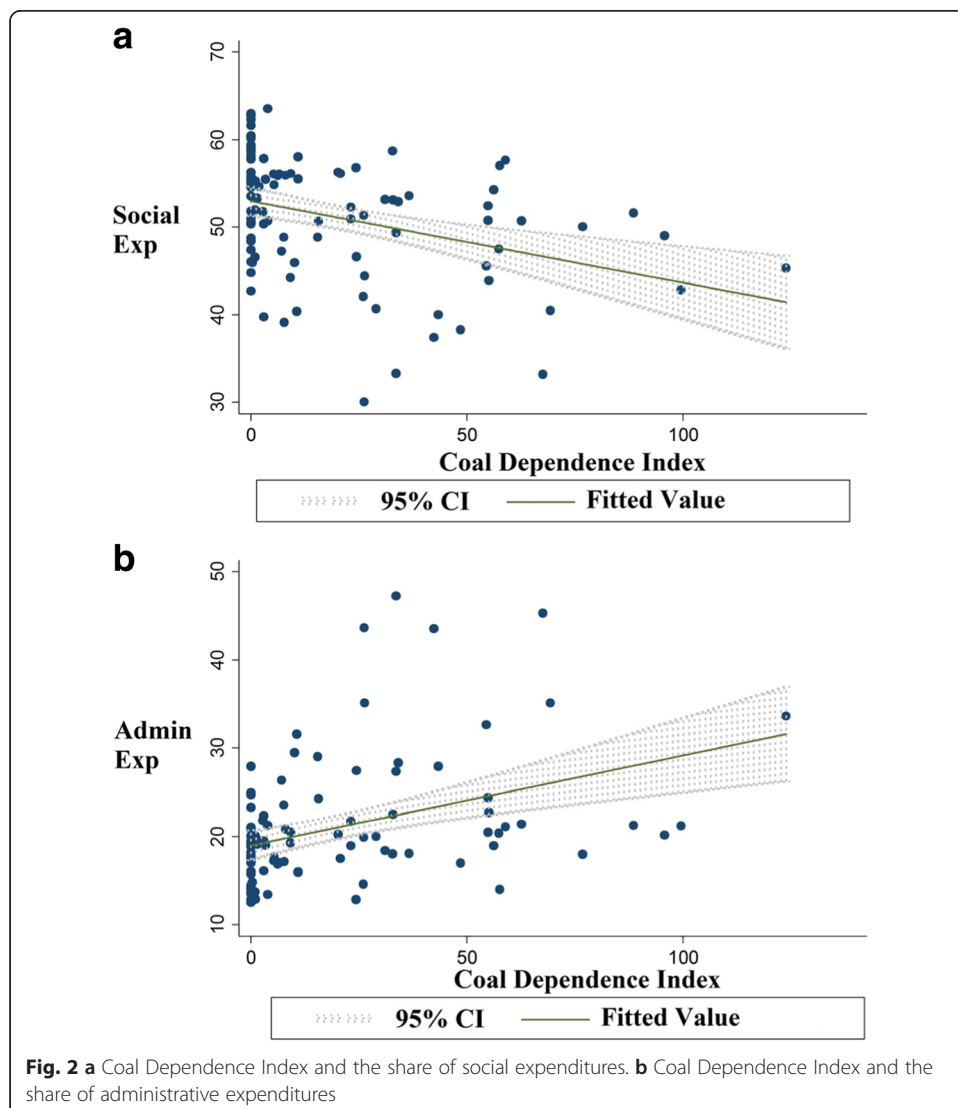 a
70
60
Social
Exp
50
40
30
0 50 100
Coal Dependence Index
95% CI Fitted Value
b
50
40
Admin
Exp
30
20
10
0 50 100
Coal Dependence Index
95% CI Fitted Value
Fig. 2 a Coal Dependence Index and the share of social expenditures. b Coal Dependence Index and the
share of administrative expenditures